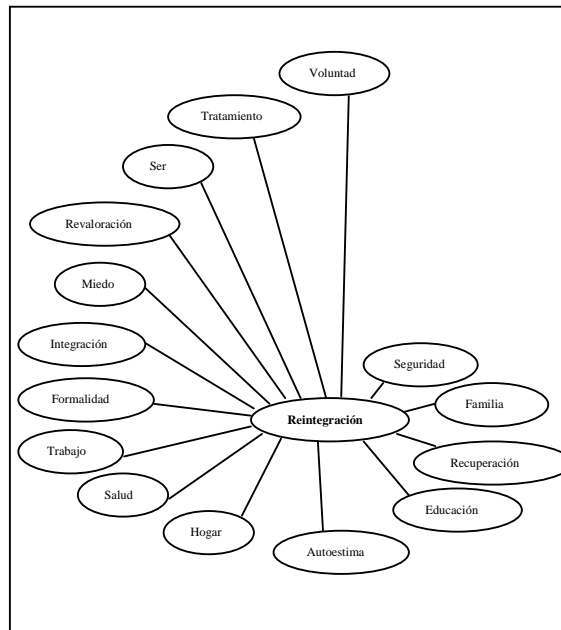 Voluntad
Tratamiento
Ser
Revaloración
Miedo
Integración
Seguridad
Formalidad
Familia
Reintegración
Trabajo
Recuperación
Salud
Educación
Hogar
Autoestima